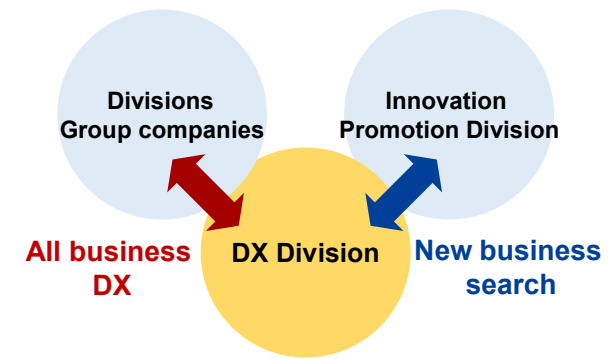 Divisions
Group companies
Innovation
Promotion Division
All business
DX
DX Division
New business
search